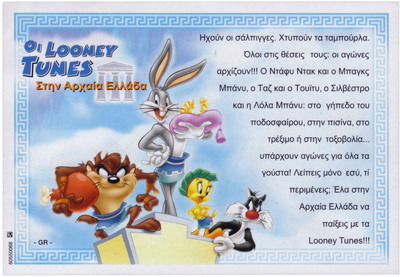 Οι LOONEY
TUNES
Στην Αρχαία Ελλάδα
Ηχούν οι σάλπιγγες. Χτυπούν τα ταμπούρλα.
Όλοι στις θέσεις τους: οι αγώνες
αρχίζουν!!! Ο Ντάφυ Ντακ και ο Μπαγκς
Μπάνυ, ο Ταζ και ο Τουίτυ, ο Σιλβέστρο
και η Λόλα Μπάνυ: στο γήπεδο του
ποδοσφαίρου, στην πισίνα, στο
τρέξιμο ή στην τοξοβολία...
υπάρχουν αγώνες για όλα τα
γούστα! Λείπεις μόνο εσύ, τί
περιμένεις; Έλα στην
Αρχαία Ελλάδα να
παίξεις με τα
Looney Tunes!!!
- GR -
60500068